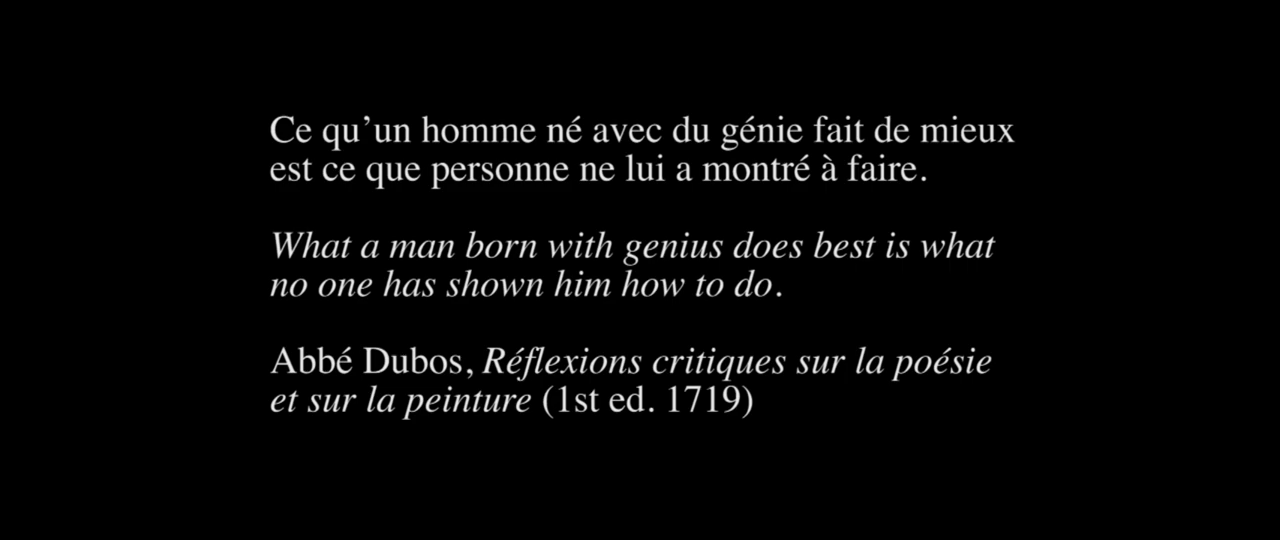 Ce qu’un homme né avec du génie fait de mieux
est ce que personne ne lui a montré à faire.
What a man born with genius does best is what
no one has shown him how to do.
Abbé Dubos, Réflexions critiques sur la poésie
et sur la peinture (1st ed. 1719)